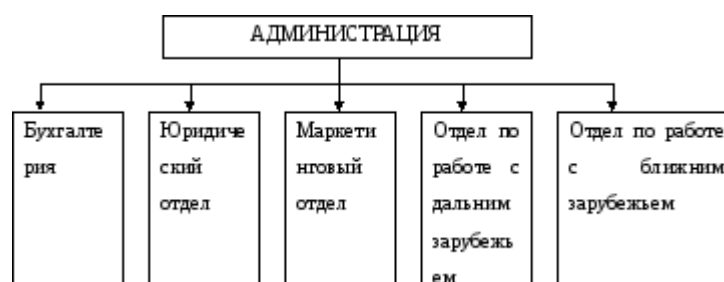 АДМИНИСТРАЦИЯ
Бухгалте
рия
Юридиче
ский
отдел
Маркети
нговый
отдел
Отдел по
работе с
дальним
зарубежь
ем
Отдел по работе
с ближним
зарубежьем